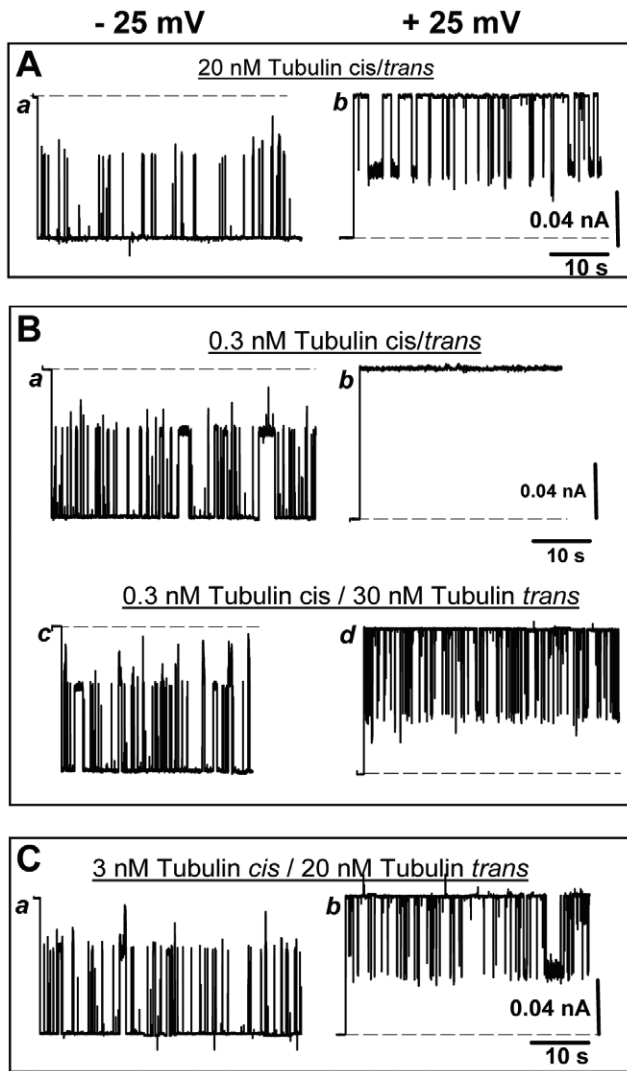 - 25 mV + 25 mV
A
20 nM Tubulin cis/trans
a b
0.04 nA
10 s
B
0.3 nM Tubulin cis/trans
a b
0.04 nA
10 s
0.3 nM Tubulin cis / 30 nM Tubulin trans
c d
C
3 nM Tubulin cis / 20 nM Tubulin trans
a b
0.04 nA
10 s